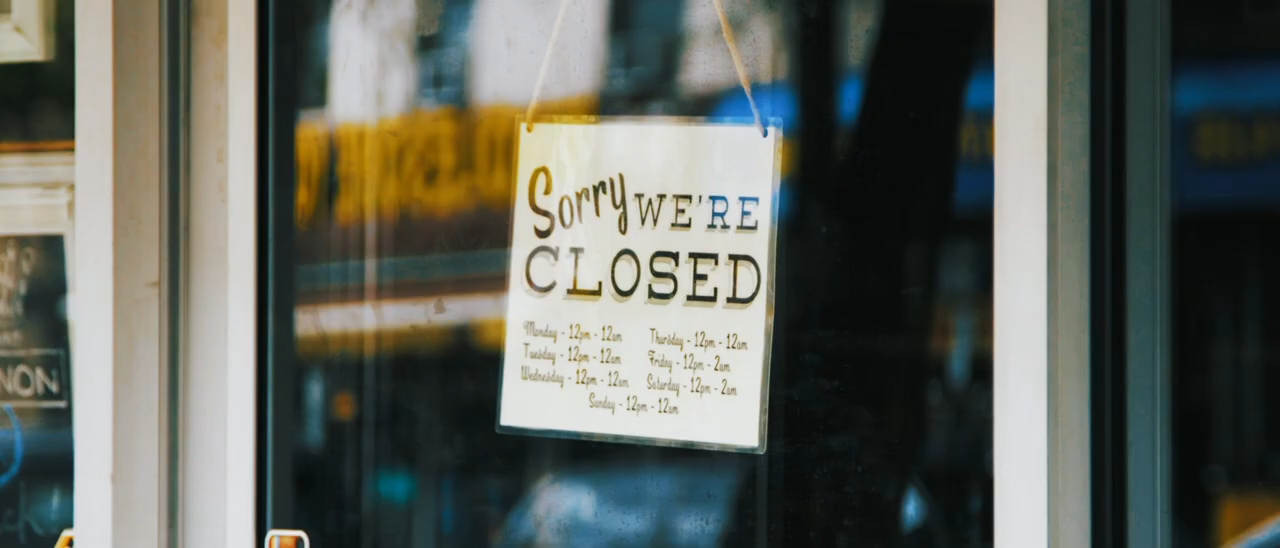 Sorry WE'RE
CLOSED
Monday - 12pm - 12am
Tuesday - 12pm - 12am
Wednesday - 12pm - 12am
Thursday - 12pm - 12am
Friday - 12pm - 2am
Saturday - 12pm - 2am
Sunday - 12pm - 12am
NON